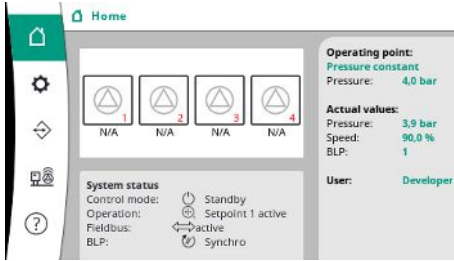 Home
1 2 3 4
N/A N/A N/A N/A
System status
Control mode: Standby
Operation: Setpoint 1 active
Fieldbus: active
BLP: Synchro
Operating point:
Pressure constant
Pressure: 4,0 bar
Actual values:
Pressure: 3,9 bar
Speed: 90,0 %
BLP: 1
User: Developer
?